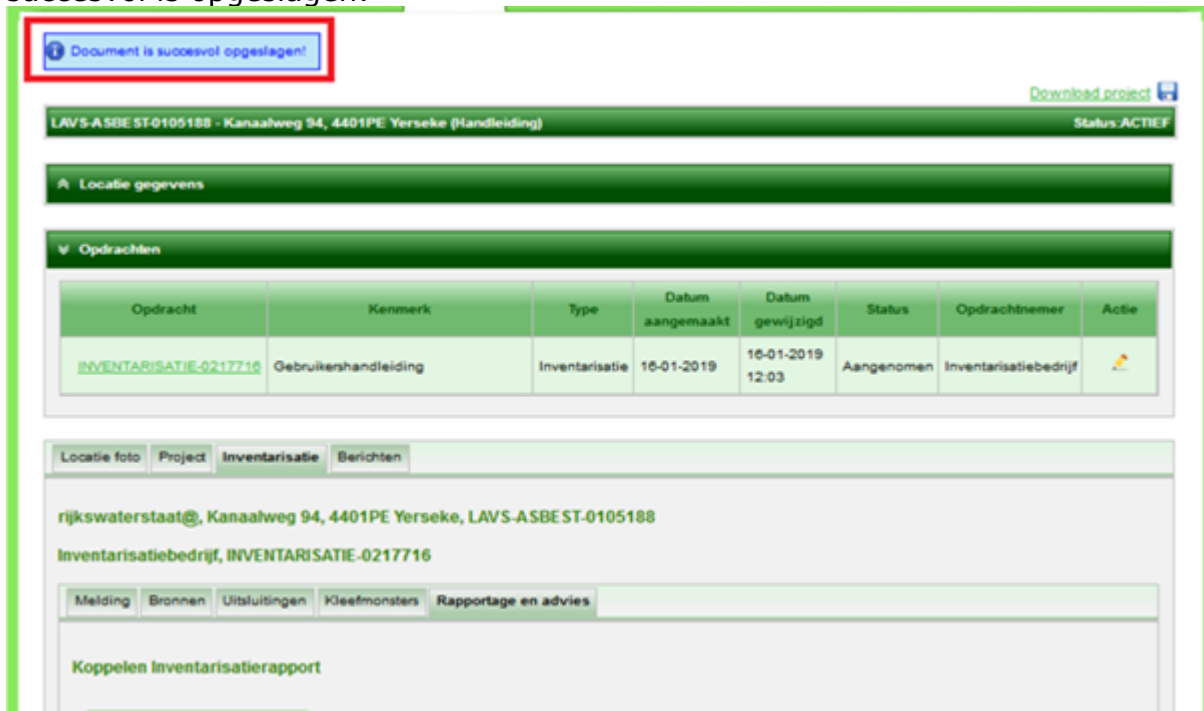 succesvol is opgeslagen.
Document is succesvol opgeslagen!
Download project
LAVS-ASBEST-0105188 - Kanaalweg 94, 4401PE Yerseke (Handleiding) Status:ACTIEF
Locatie gegevens
Opdrachten
Opdracht Kenmerk Type Datum aangemaakt Datum gewijzigd Status Opdrachtnemer Actie
INVENTARISATIE-0217716 Gebruikershandleiding Inventarisatie 16-01-2019 16-01-2019 12:03 Aangenomen Inventarisatiebedrijf
Locatie foto Project Inventarisatie Berichten
rijkswaterstaat@, Kanaalweg 94, 4401PE Yerseke, LAVS-ASBEST-0105188
Inventarisatiebedrijf, INVENTARISATIE-0217716
Melding Bronnen Uitsluitingen Kleefmonsters Rapportage en advies
Koppelen Inventarisatierapport